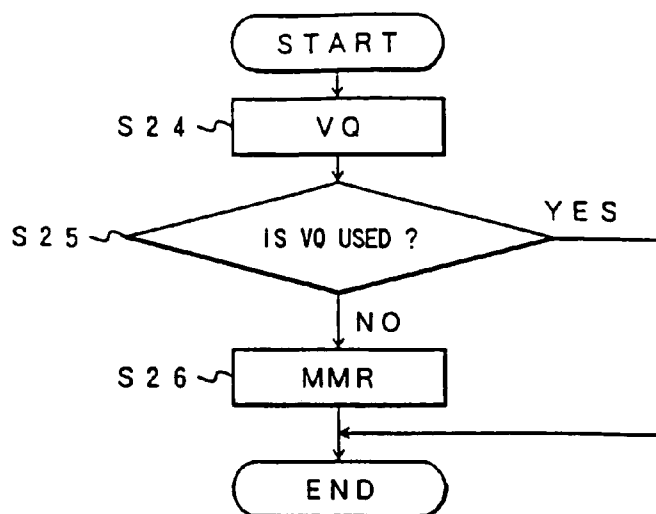 START
S24
VQ
YES
S25
IS VQ USED ?
NO
S26
MMR
END